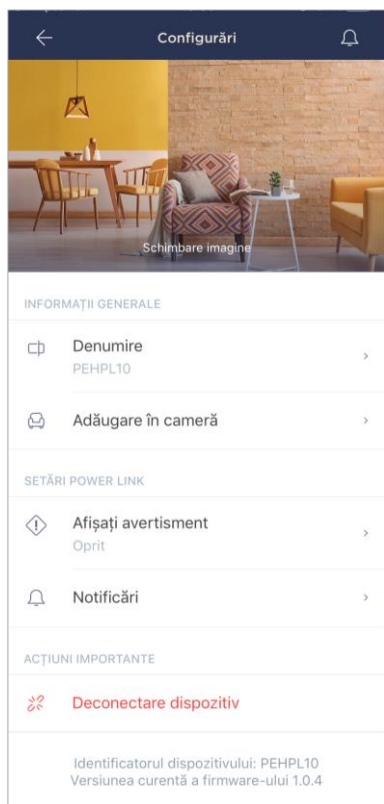 Configurări
Schimbare imagine
INFORMAȚII GENERALE
Denumire
PEHPL10
Adăugare în cameră
SETĂRI POWER LINK
Afișați avertisment
Oprit
Notificări
ACȚIUNI IMPORTANTE
Deconectare dispozitiv
Identificatorul dispozitivului: PEHPL10
Versiunea curentă a firmware-ului 1.0.4